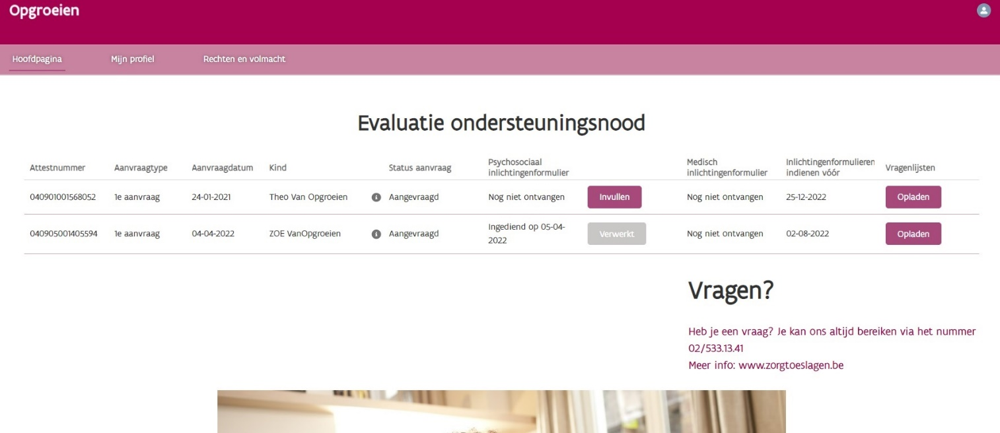 Opgroeien
Hoofdpagina Mijn profiel Rechten en volmacht
Evaluatie ondersteuningsnood
Attestnummer Aanvraagtype Aanvraagdatum Kind Status aanvraag Psychosociaal inlichtingenformulier Medisch inlichtingenformulier Inlichtingenformulieren indienen vóór Vragenlijsten
040901001568052 1e aanvraag 24-01-2021 Theo Van Opgroeien Aangevraagd Nog niet ontvangen Invullen Nog niet ontvangen 25-12-2022 Opladen
040905001405594 1e aanvraag 04-04-2022 ZOE VanOpgroeien Aangevraagd Ingediend op 05-04-2022 Verwerkt Nog niet ontvangen 02-08-2022 Opladen
Vragen?
Heb je een vraag? Je kan ons altijd bereiken via het nummer
02/533.13.41
Meer info: www.zorgtoeslagen.be